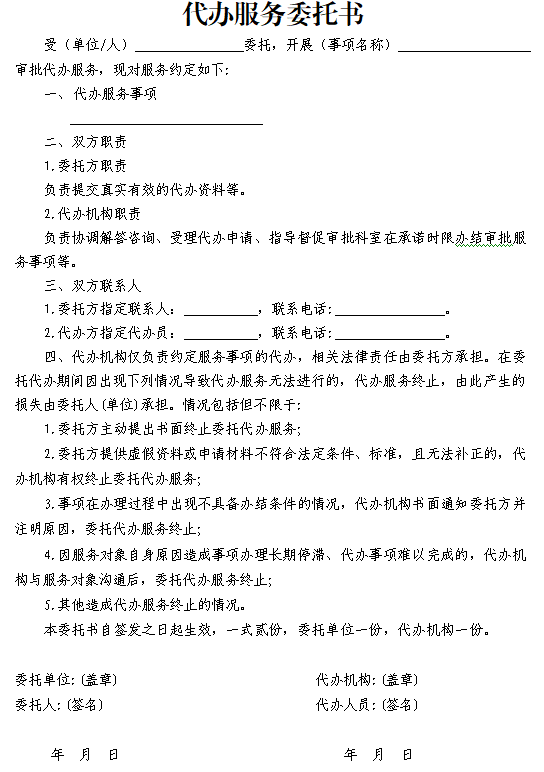 代办服务委托书
受（单位/人）_______________委托，开展（事项名称）__________________
审批代办服务，现对服务约定如下：
一、 代办服务事项
__________________________
二、双方职责
1.委托方职责
负责提交真实有效的代办资料等。
2.代办机构职责
负责协调解答咨询、受理代办申请、指导督促审批科室在承诺时限办结审批服
务事项等。
三、双方联系人
1.委托方指定联系人：__________，联系电话:_______________。
2.代办方指定代办员：__________，联系电话:_______________。
四、代办机构仅负责约定服务事项的代办，相关法律责任由委托方承担。在委
托代办期间因出现下列情况导致代办服务无法进行的，代办服务终止，由此产生的
损失由委托人(单位)承担。情况包括但不限于:
1.委托方主动提出书面终止委托代办服务;
2.委托方提供虚假资料或申请材料不符合法定条件、标准，且无法补正的，代
办机构有权终止委托代办服务;
3.事项在办理过程中出现不具备办结条件的情况，代办机构书面通知委托方并
注明原因，委托代办服务终止;
4.因服务对象自身原因造成事项办理长期停滞、代办事项难以完成的，代办机
构与服务对象沟通后，委托代办服务终止;
5.其他造成代办服务终止的情况。
本委托书自签发之日起生效，一式贰份，委托单位一份，代办机构一份。
委托单位:(盖章) 代办机构:(盖章)
委托人:(签名) 代办人员:(签名)
年 月 日 年 月 日